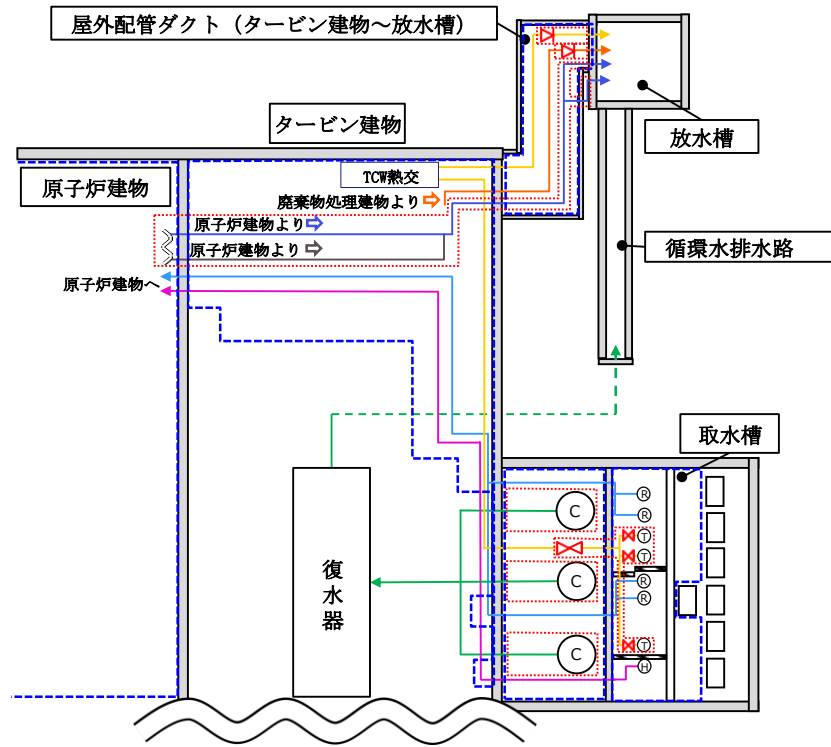 屋外配管ダクト（タービン建物～放水槽）
タービン建物
放水槽
原子炉建物
TCW熱交
廃棄物処理建物より
原子炉建物より
原子炉建物より
循環水排水路
原子炉建物へ
取水槽
C
R
R
T
T
復水器
C
R
R
C
T
H